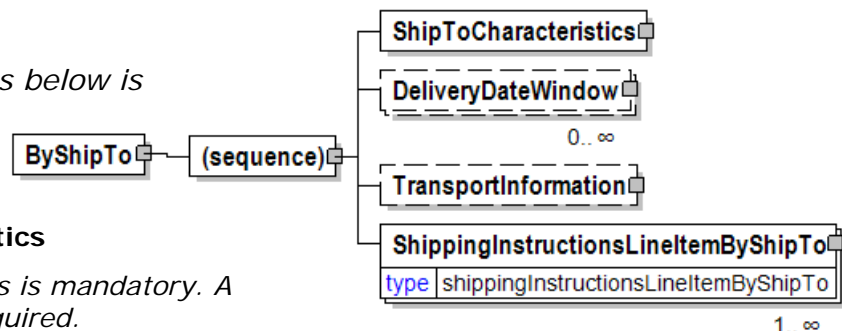 ShipToCharacteristics
s below is
DeliveryDateWindow
0.. ∞
ByShipTo
(sequence)
TransportInformation
tics
ShippingInstructionsLineItemByShipTo
s is mandatory. A
type shippingInstructionsLineItemByShipTo
quired.
1.. ∞